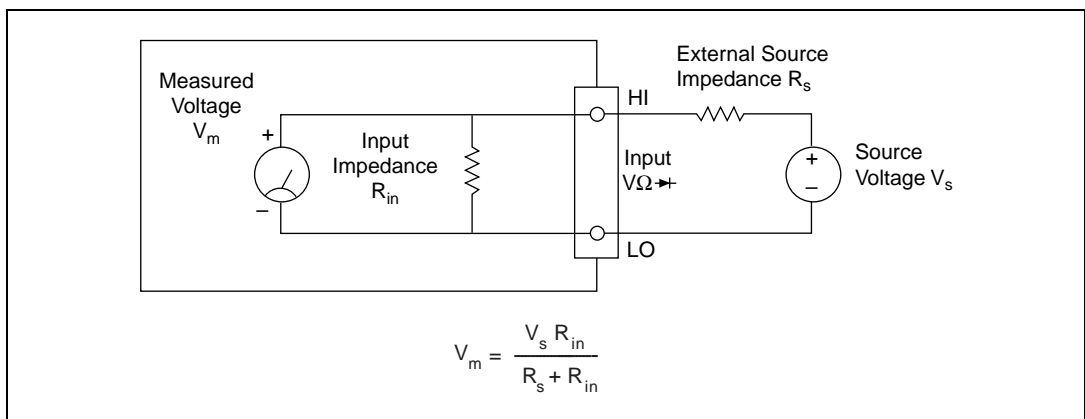 Measured
Voltage
Vₘ
+
−
Input
Impedance
Rᵢₙ
HI
Input
VΩ
LO
External Source
Impedance Rₛ
+
−
Source
Voltage Vₛ
Vₘ = Vₛ Rᵢₙ / Rₛ + Rᵢₙ